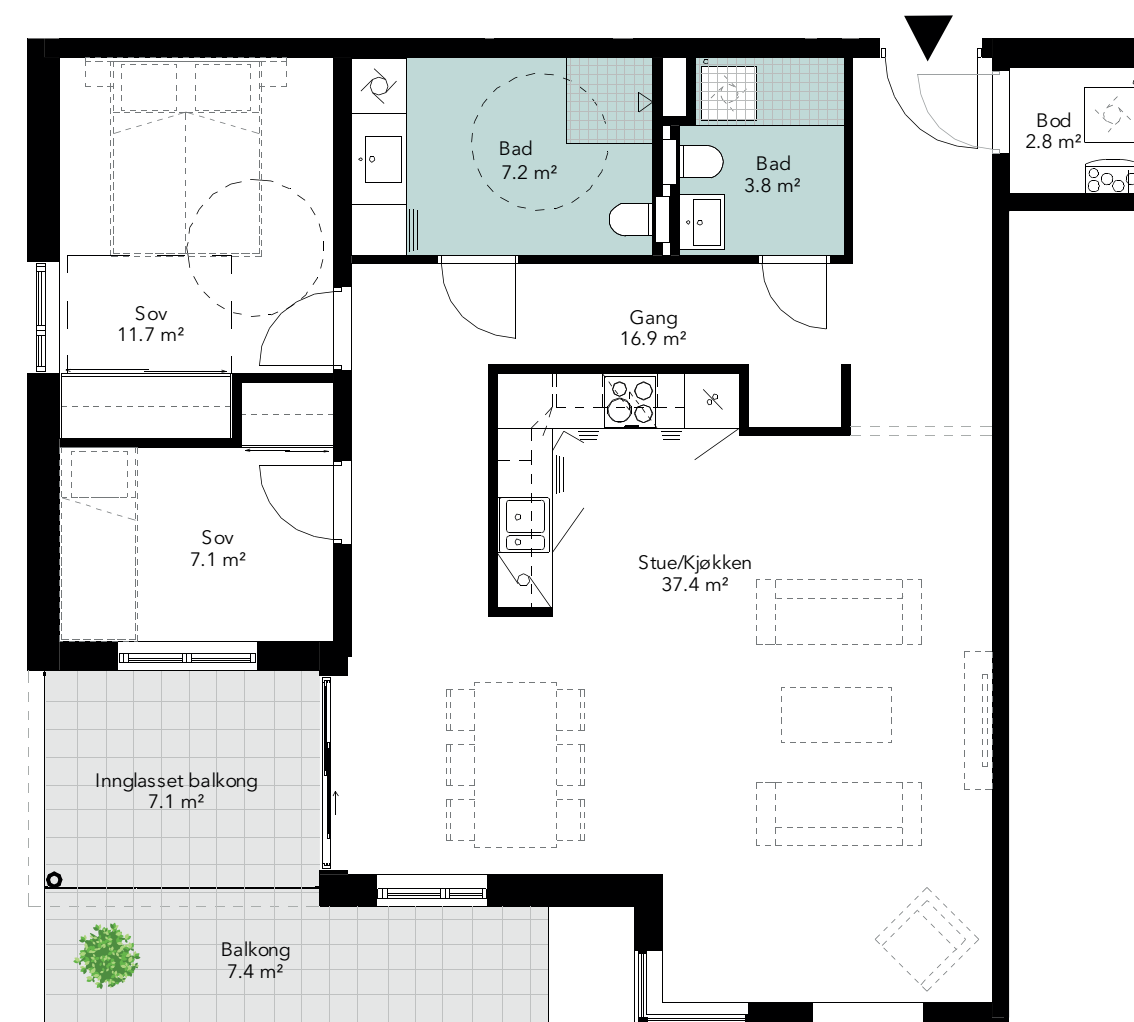 Bad
7.2 m²
Bad
3.8 m²
Bod
2.8 m²
Sov
11.7 m²
Gang
16.9 m²
Sov
7.1 m²
Stue/Kjøkken
37.4 m²
Innglasset balkong
7.1 m²
Balkong
7.4 m²